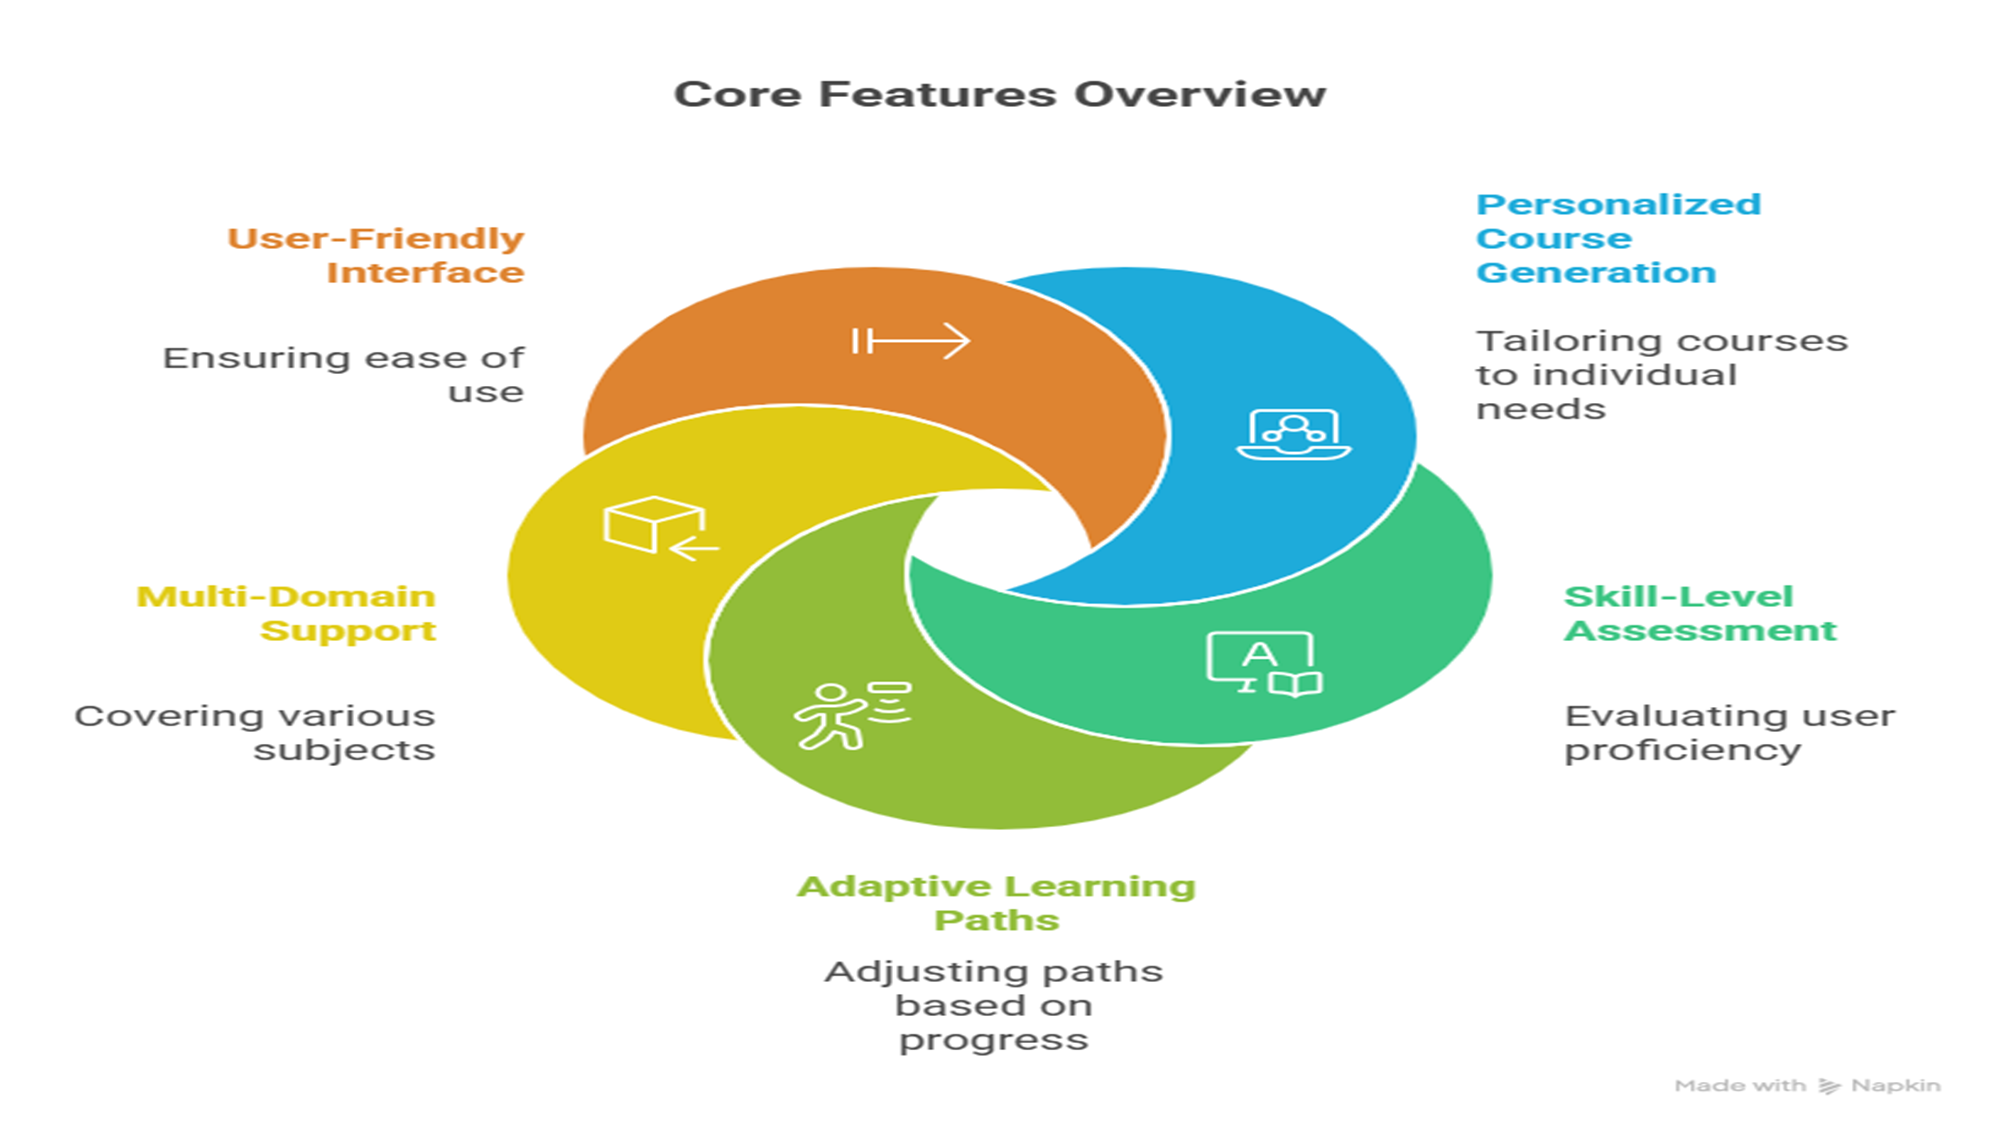 Core Features Overview
User-Friendly
Interface
Ensuring ease of
use
Personalized
Course
Generation
Tailoring courses
to individual
needs
Multi-Domain
Support
Covering various
subjects
A
Skill-Level
Assessment
Evaluating user
proficiency
Adaptive Learning
Paths
Adjusting paths
based on
progress
Made with Napkin